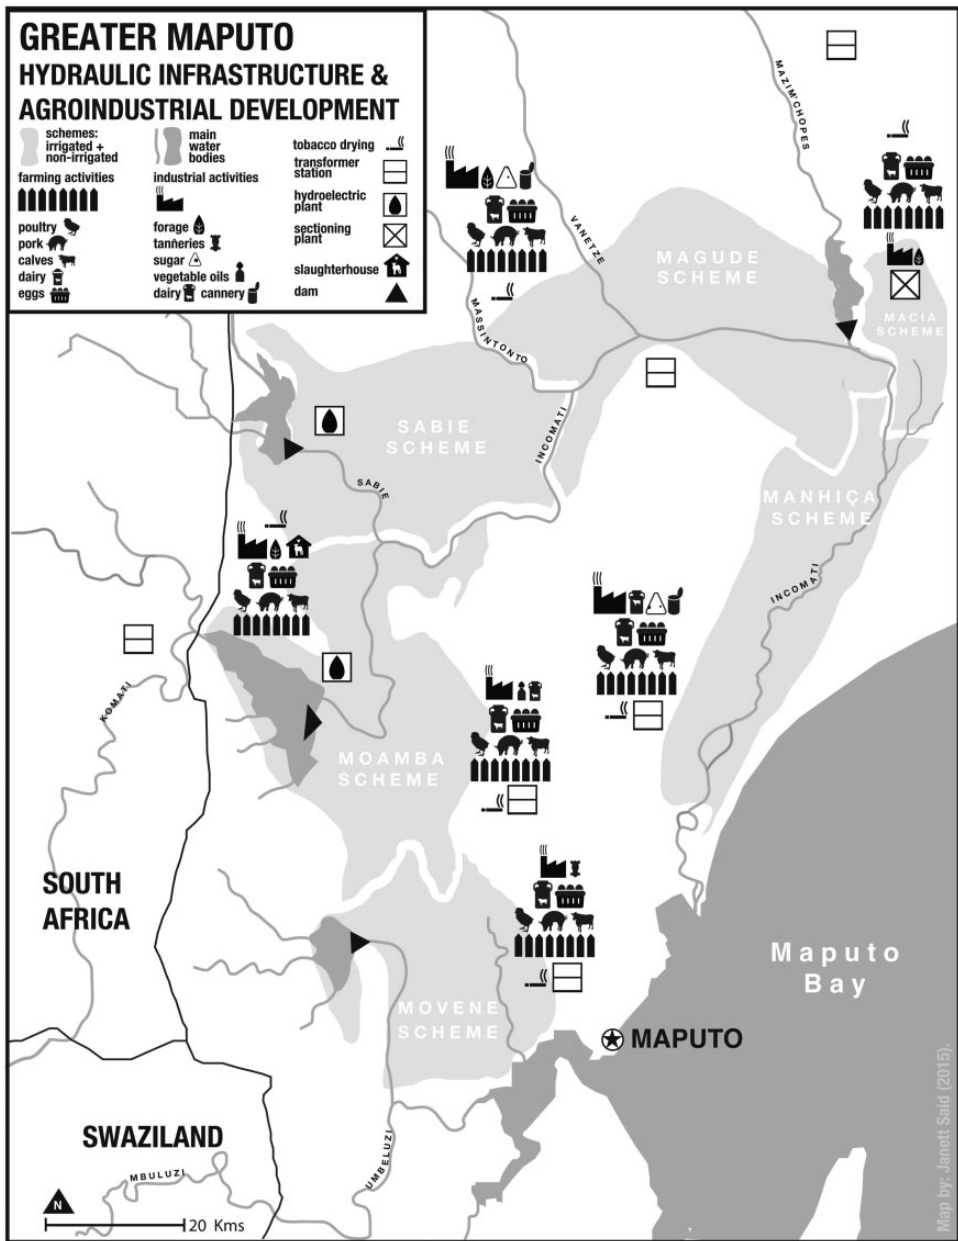 GREATER MAPUTO
HYDRAULIC INFRASTRUCTURE &
AGROINDUSTRIAL DEVELOPMENT
schemes:
irrigated +
non-irrigated
main
water
bodies
farming activities
industrial activities
poultry
pork
calves
dairy
eggs
forage
tanneries
sugar
vegetable oils
dairy
cannery
tobacco drying
transformer
station
hydroelectric
plant
sectioning
plant
slaughterhouse
dam
MAZIM'CHOPES
VANETZE
MASSINTONTO
MAGUDE
SCHEME
MACIA
SCHEME
SABIE
SCHEME
INCOMATI
SABIE
MANHIÇA
SCHEME
INCOMATI
KOMATI
MOAMBA
SCHEME
SOUTH
AFRICA
Maputo
Bay
MOVENE
SCHEME
MAPUTO
SWAZILAND
MBULUZI
UMBELUZI
N
20 Kms
Map by: Janett Said (2015).